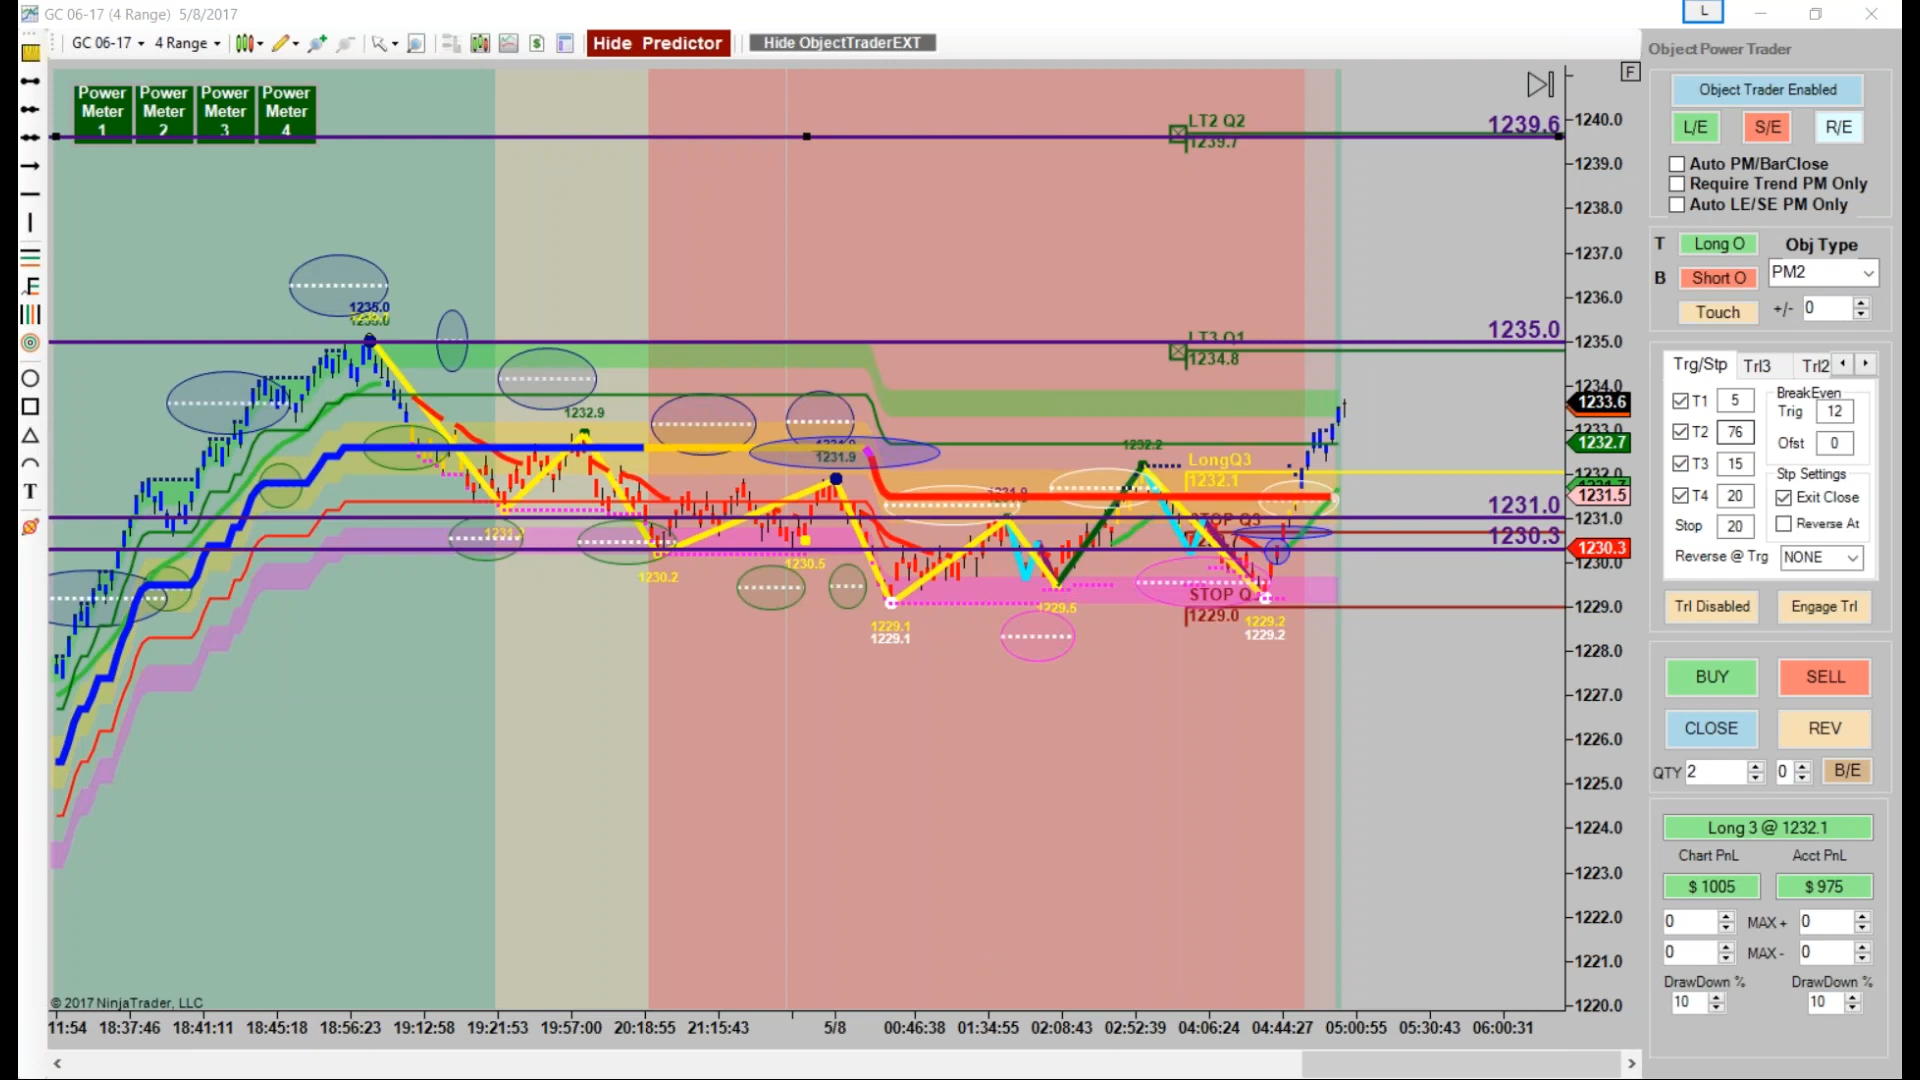 GC 06-17 (4 Range)  5/8/2017
L
GC 06-17
4 Range
Hide Predictor
Hide ObjectTraderEXT
F
Power Meter 1
Power Meter 2
Power Meter 3
Power Meter 4
LT2 Q2
1239.7
1239.6
LT3 Q1
1234.8
1235.0
1235.0
1232.9
1231.9
1232.2
LongQ3
1232.1
1231.0
1230.3
1230.2
1230.5
1229.1
1229.1
1229.5
STOP Q3
STOP Q
1229.0
1229.2
1229.2
1240.0
1239.0
1238.0
1237.0
1236.0
1235.0
1234.0
1233.6
1233.0
1232.7
1232.0
1231.5
1231.0
1230.3
1230.0
1229.0
1228.0
1227.0
1226.0
1225.0
1224.0
1223.0
1222.0
1221.0
1220.0
© 2017 NinjaTrader, LLC
11:54 18:37:46 18:41:11 18:45:18 18:56:23 19:12:58 19:21:53 19:57:00 20:18:55 21:15:43 5/8 00:46:38 01:34:55 02:08:43 02:52:39 04:06:24 04:44:27 05:00:55 05:30:43 06:00:31
T
Object Power Trader
Object Trader Enabled
L/E S/E R/E
Auto PM/BarClose
Require Trend PM Only
Auto LE/SE PM Only
T Long O Obj Type
B Short O PM2
Touch +/- 0
Trg/Stp Trl3 Trl2
T1 5
T2 76
T3 15
T4 20
Stop 20
BreakEven
Trig 12
Ofst 0
Stp Settings
Exit Close
Reverse At
Reverse @ Trg NONE
Trl Disabled Engage Trl
BUY SELL
CLOSE REV
QTY 2 0 B/E
Long 3 @ 1232.1
Chart PnL Acct PnL
$ 1005 $ 975
0 MAX + 0
0 MAX - 0
DrawDown % DrawDown %
10 10